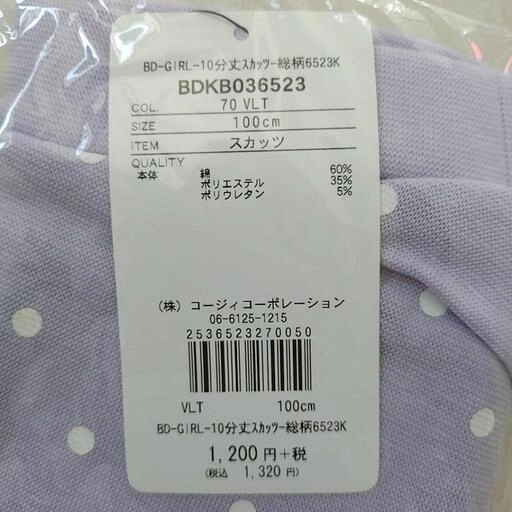 BD-GIRL-10分丈ｽｶｯﾂｰ総柄6523K
BDKB036523
COL. 70 VLT
SIZE 100cm
ITEM スカッツ
QUALITY
本体 綿 60%
ポリエステル 35%
ポリウレタン 5%
(株) コージィコーポレーション
06-6125-1215
2536523270050
VLT 100cm
BD-GIRL-10分丈ｽｶｯﾂｰ総柄6523K
1,200円+税
(税込 1,320 円)